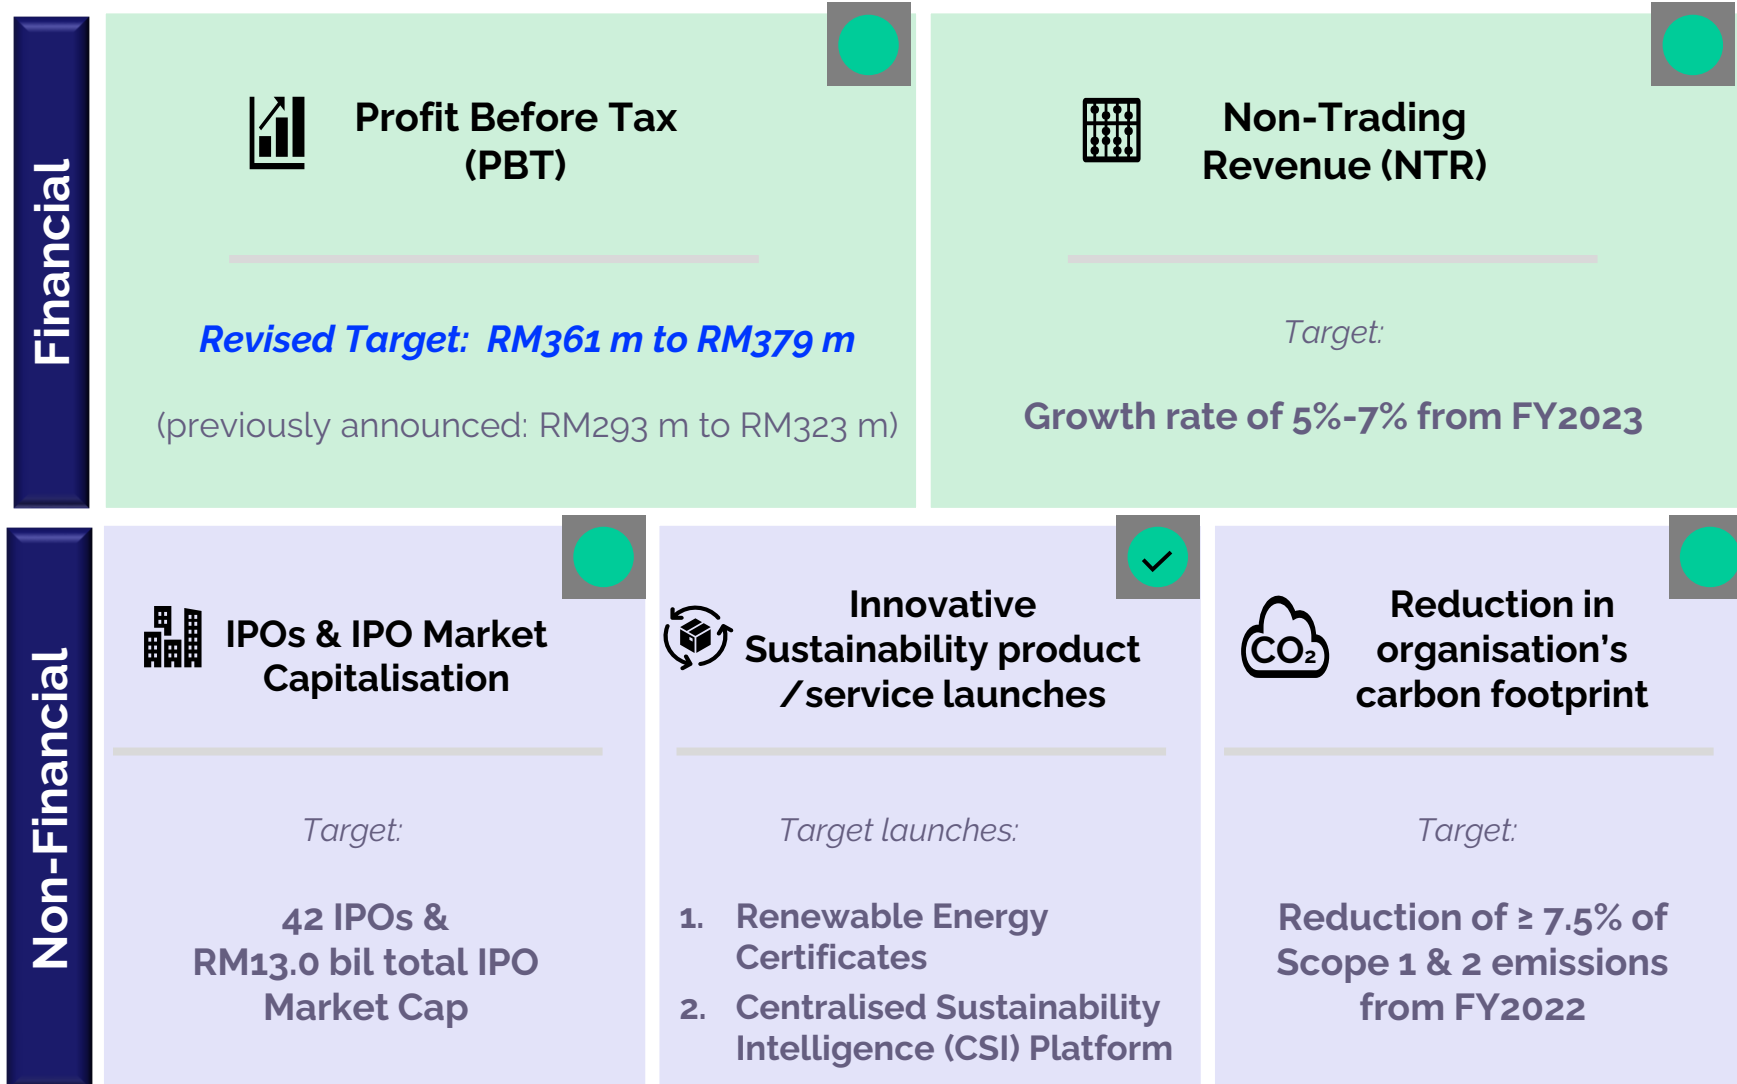 Financial
Profit Before Tax
(PBT)
Revised Target: RM361 m to RM379 m
(previously announced: RM293 m to RM323 m)
Non-Trading
Revenue (NTR)
Target:
Growth rate of 5%-7% from FY2023
Non-Financial
IPOs & IPO Market
Capitalisation
Target:
42 IPOs &
RM13.0 bil total IPO
Market Cap
Innovative
Sustainability product
/service launches
Target launches:
1. Renewable Energy
Certificates
2. Centralised Sustainability
Intelligence (CSI) Platform
CO₂
Reduction in
organisation's
carbon footprint
Target:
Reduction of ≥ 7.5% of
Scope 1 & 2 emissions
from FY2022